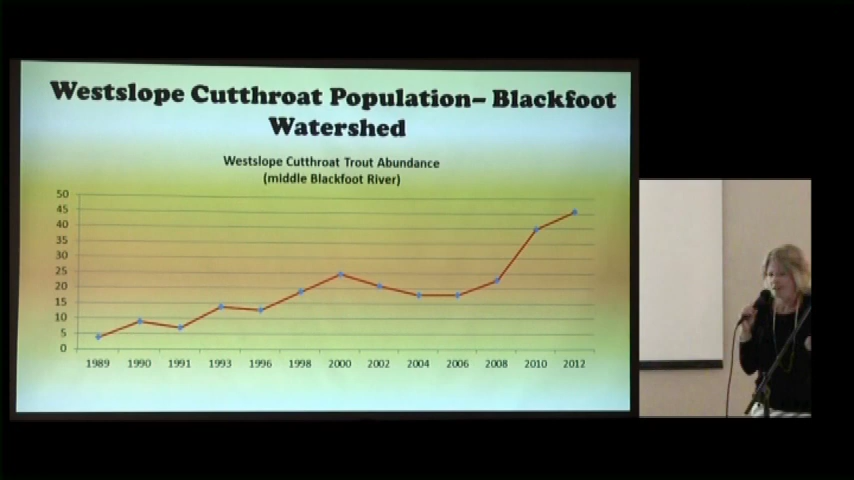 Westslope Cutthroat Population– Blackfoot
Watershed
Westslope Cutthroat Trout Abundance
(middle Blackfoot River)
50
45
40
35
30
25
20
15
10
5
0
1989 1990 1991 1993 1996 1998 2000 2002 2004 2006 2008 2010 2012